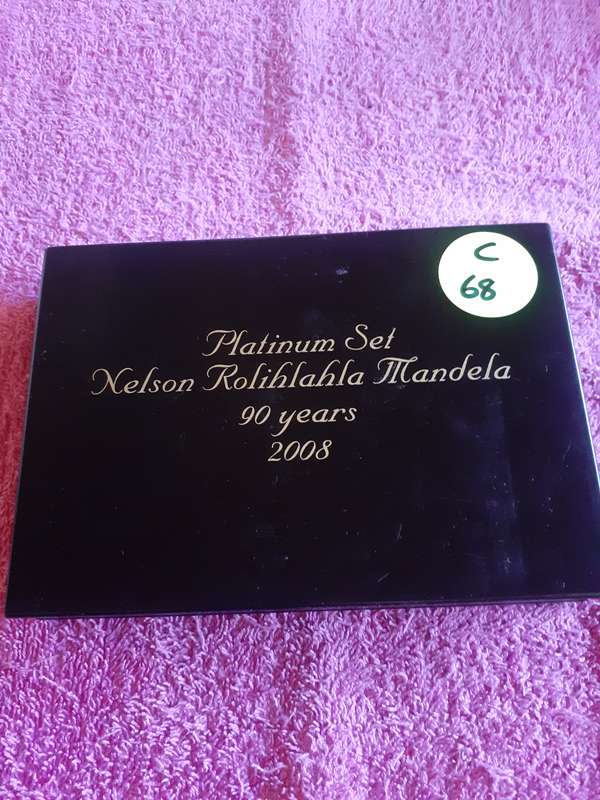 C
68
Platinum Set
Nelson Rolihlahla Mandela
90 years
2008